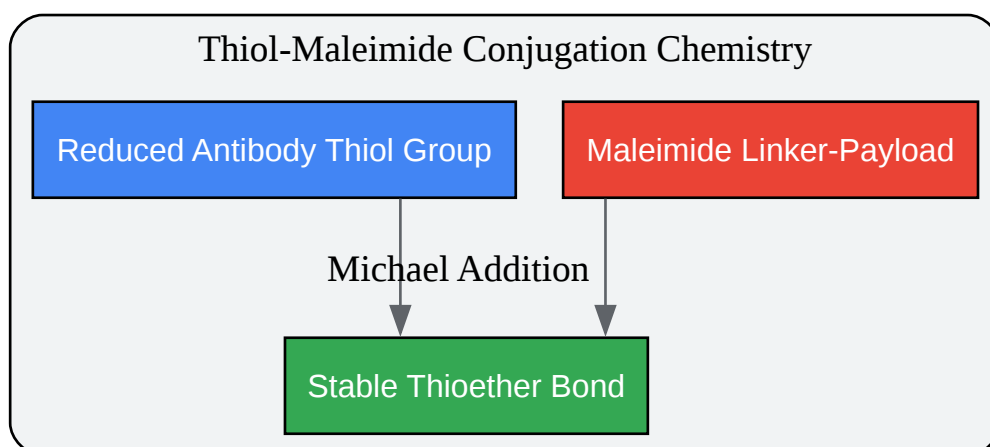 Thiol-Maleimide Conjugation Chemistry
Reduced Antibody Thiol Group
Maleimide Linker-Payload
Michael Addition
Stable Thioether Bond